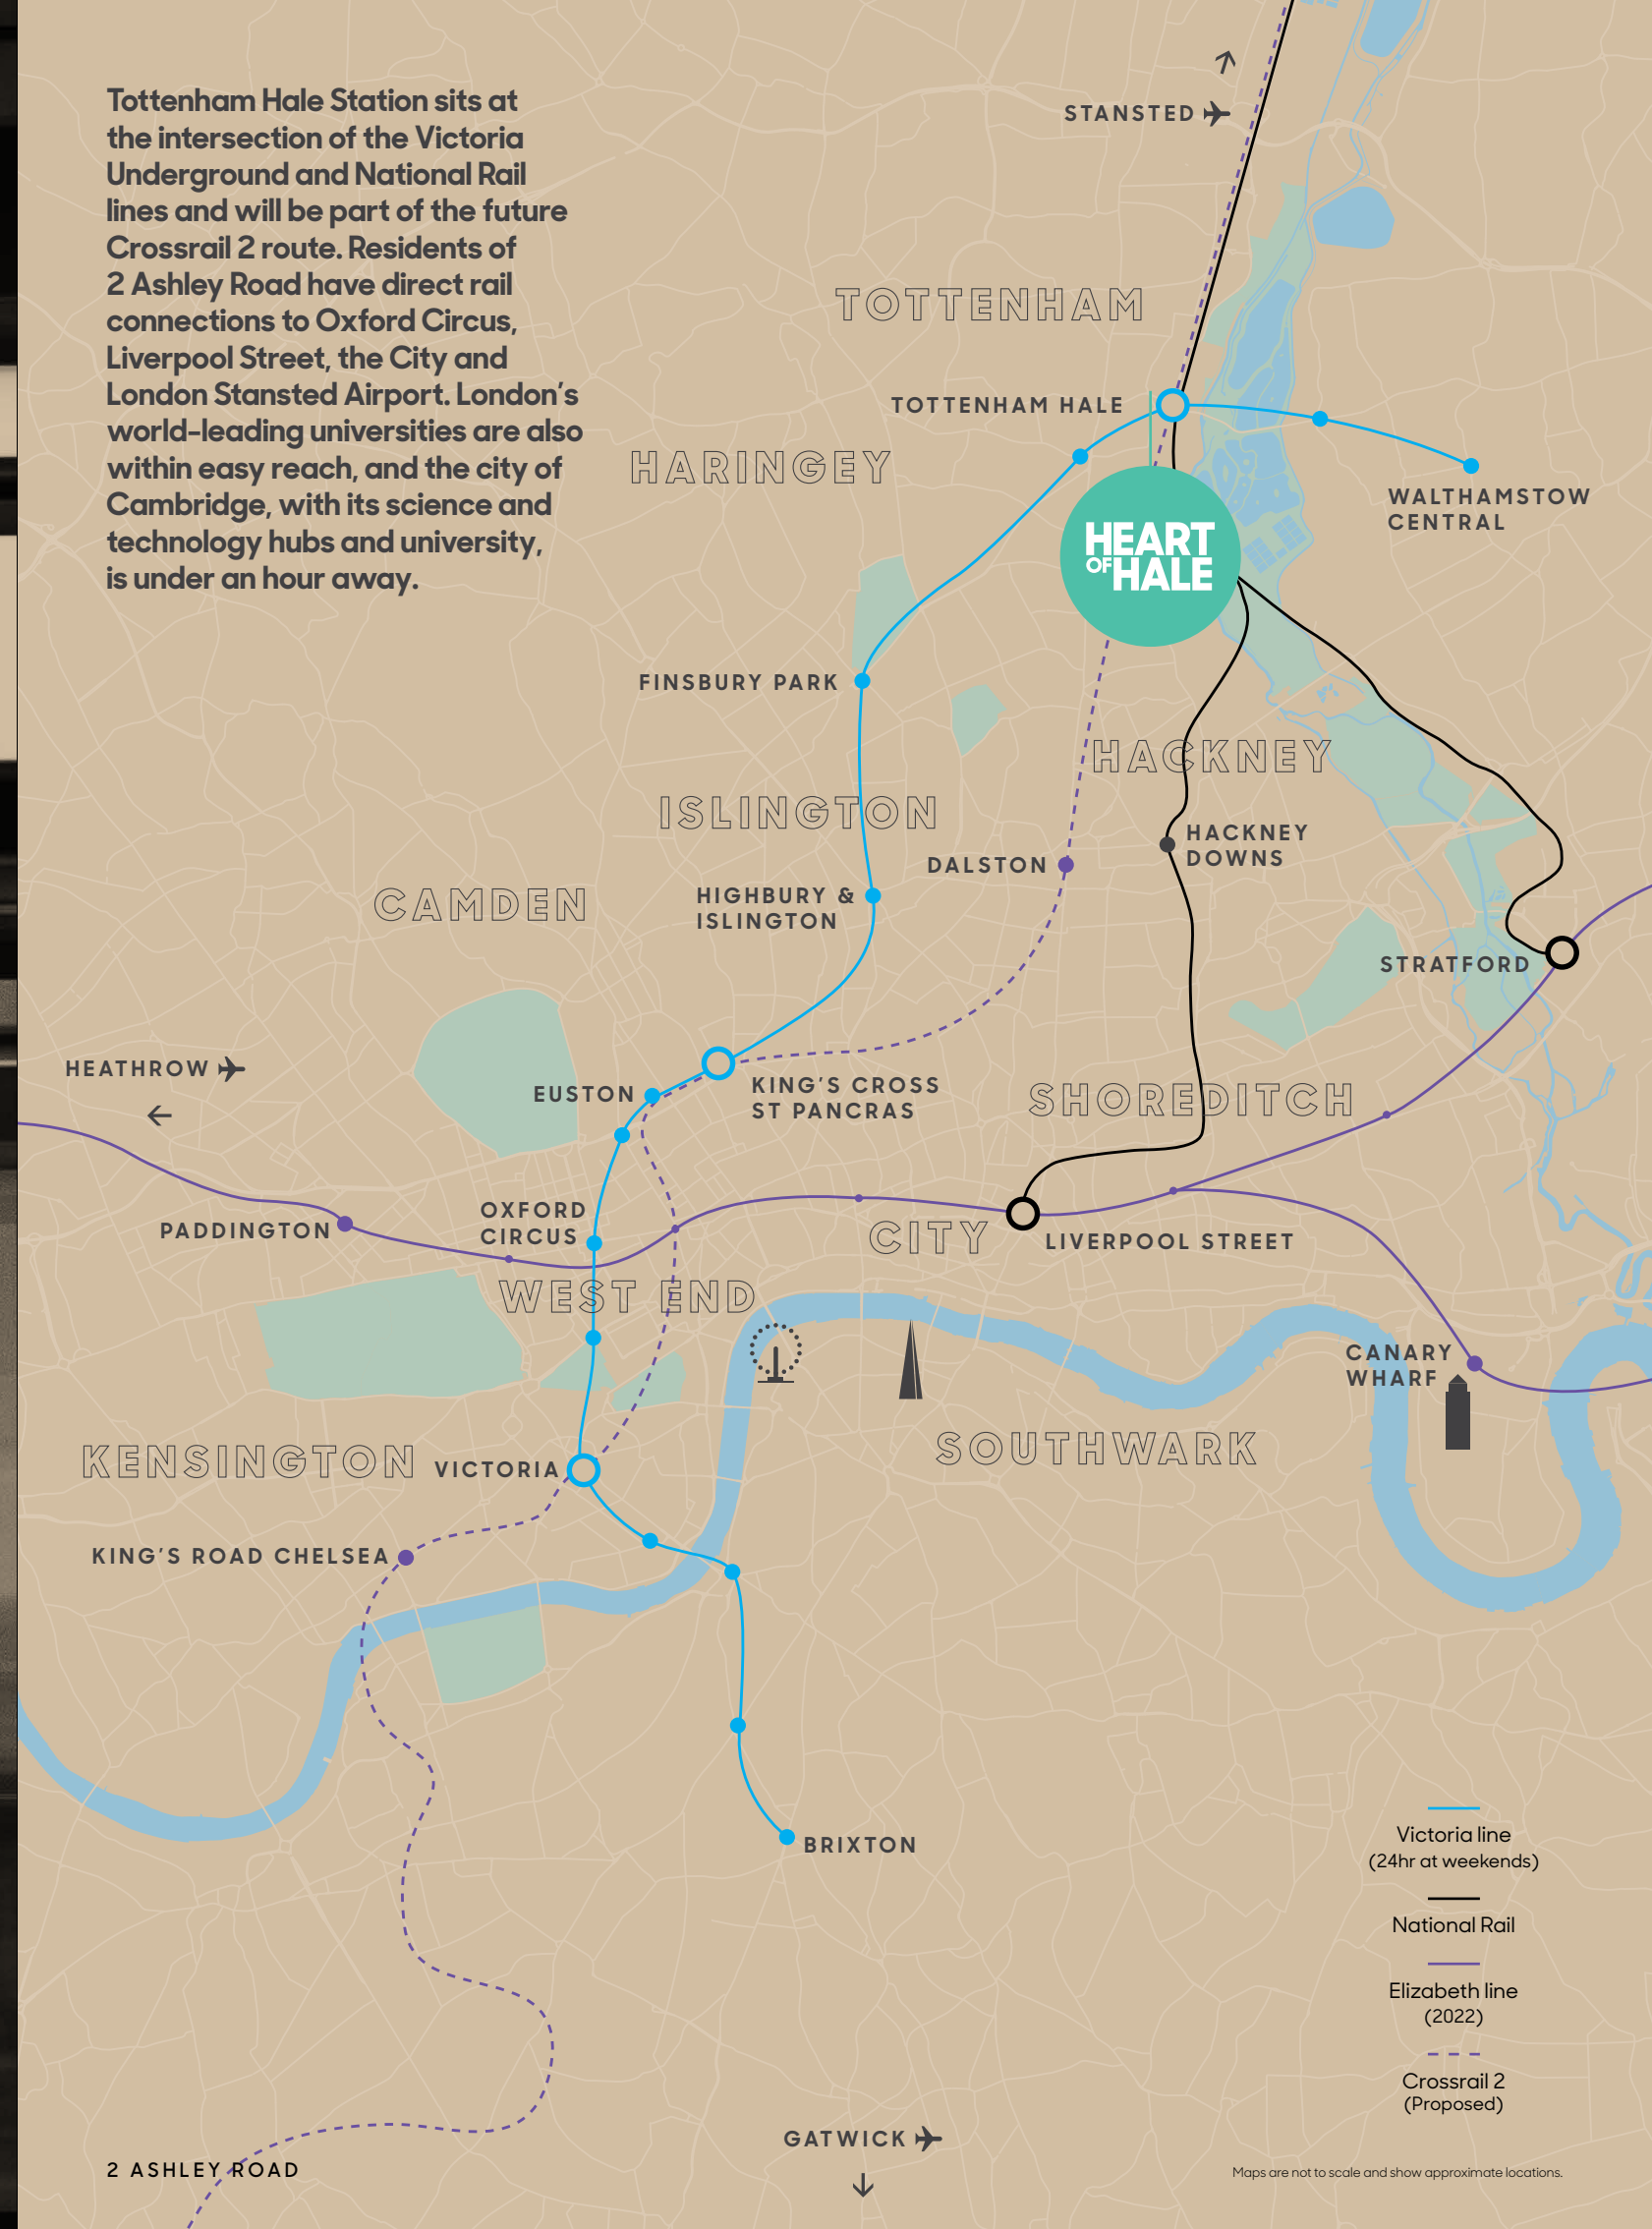 Tottenham Hale Station sits at
the intersection of the Victoria
Underground and National Rail
lines and will be part of the future
Crossrail 2 route. Residents of
2 Ashley Road have direct rail
connections to Oxford Circus,
Liverpool Street, the City and
London Stansted Airport. London's
world-leading universities are also
within easy reach, and the city of
Cambridge, with its science and
technology hubs and university,
is under an hour away.
STANSTED
TOTTENHAM
TOTTENHAM HALE
HARINGEY
WALTHAMSTOW
CENTRAL
HEART
OF HALE
FINSBURY PARK
HACKNEY
ISLINGTON
HACKNEY
DOWNS
DALSTON
HIGHBURY &
ISLINGTON
CAMDEN
STRATFORD
HEATHROW
EUSTON
KING'S CROSS
ST PANCRAS
SHOREDITCH
PADDINGTON
OXFORD
CIRCUS
CITY
LIVERPOOL STREET
WEST END
CANARY
WHARF
KENSINGTON
VICTORIA
SOUTHWARK
KING'S ROAD CHELSEA
BRIXTON
Victoria line
(24hr at weekends)
National Rail
Elizabeth line
(2022)
Crossrail 2
(Proposed)
GATWICK
2 ASHLEY ROAD
Maps are not to scale and show approximate locations.